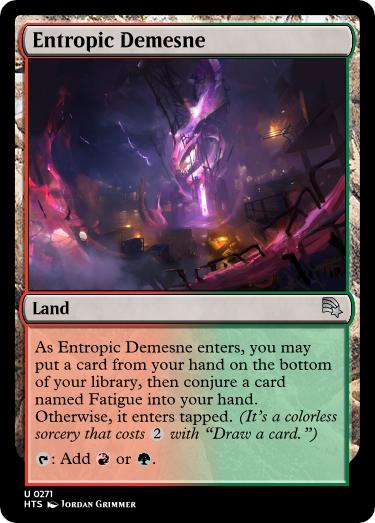 Entropic Demesne
Land
As Entropic Demesne enters, you may
put a card from your hand on the bottom
of your library, then conjure a card
named Fatigue into your hand.
Otherwise, it enters tapped. (It's a colorless
sorcery that costs 2 with “Draw a card.”)
: Add or .
U 0271
HTS Jordan Grimmer